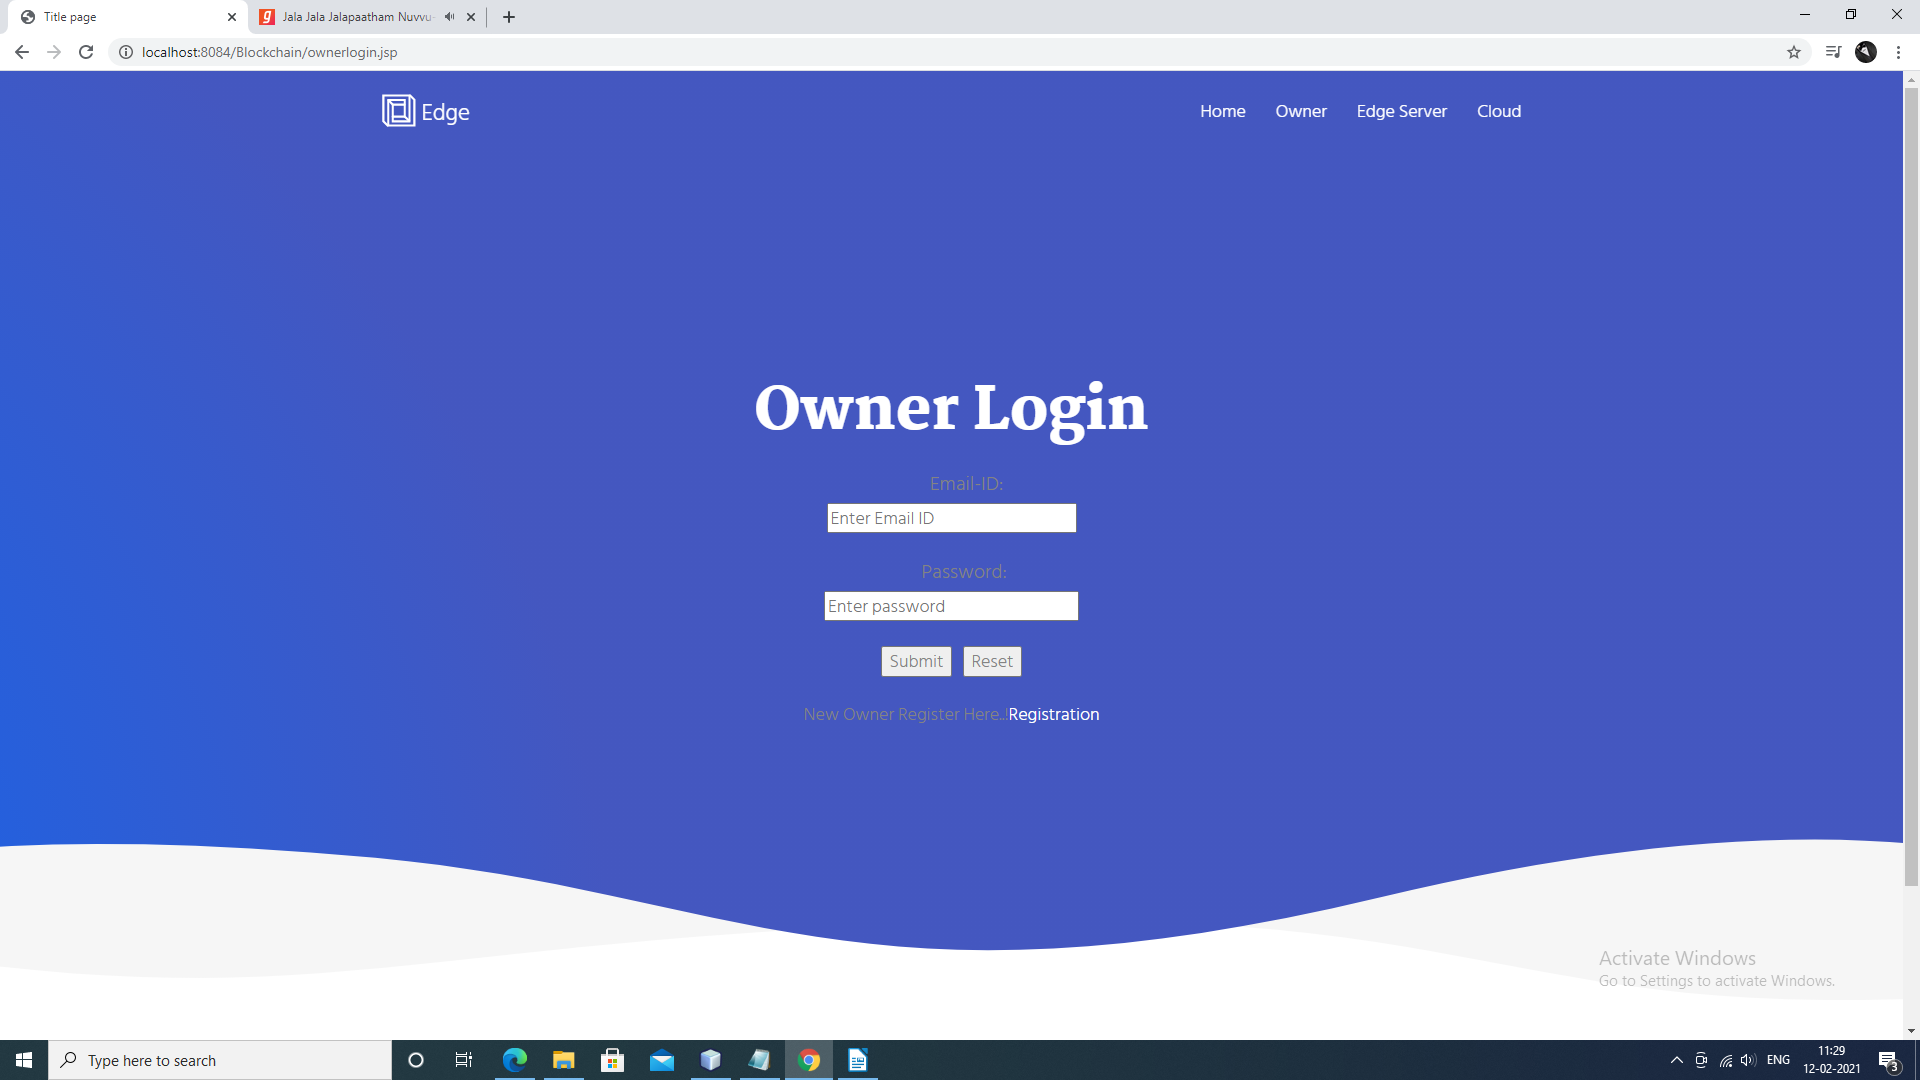 Title page
Jala Jala Jalapaatham Nuvvu
localhost:8084/Blockchain/ownerlogin.jsp
Edge
Home Owner Edge Server Cloud
Owner Login
Email-ID:
Enter Email ID
Password:
Enter password
Submit Reset
New Owner Register Here..!Registration
Activate Windows
Go to Settings to activate Windows.
Type here to search
ENG
11:29
12-02-2021
3